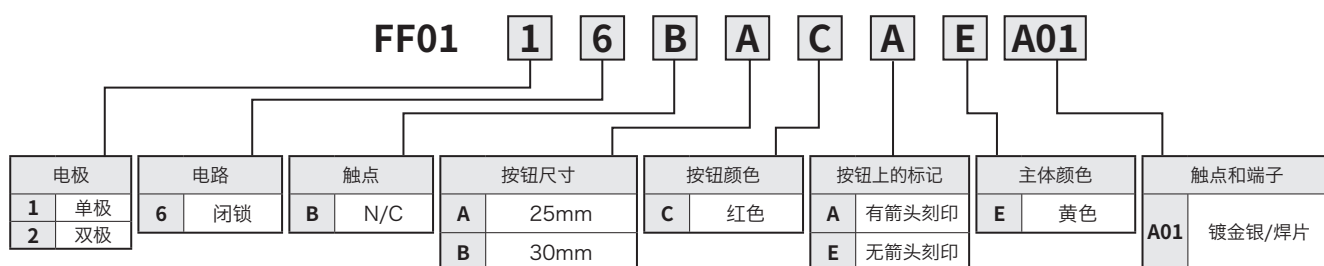 FF01 1 6 B A C A E A01
电极 电路 触点 按钮尺寸 按钮颜色 按钮上的标记 主体颜色 触点和端子
1 单极 6 闭锁 B N/C A 25mm C 红色 A 有箭头刻印 E 黄色 A01 镀金银/焊片
2 双极 B 30mm E 无箭头刻印